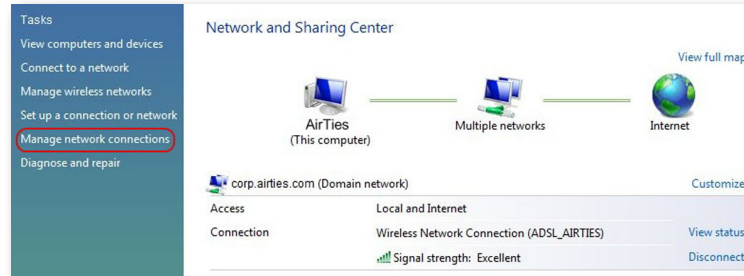 Tasks
View computers and devices
Connect to a network
Manage wireless networks
Set up a connection or network
Manage network connections
Diagnose and repair
Network and Sharing Center
View full map
AirTies
(This computer)
Multiple networks
Internet
corp.airties.com (Domain network)
Customize
Access
Local and Internet
Connection
Wireless Network Connection (ADSL_AIRTIES)
View status
Signal strength: Excellent
Disconnect